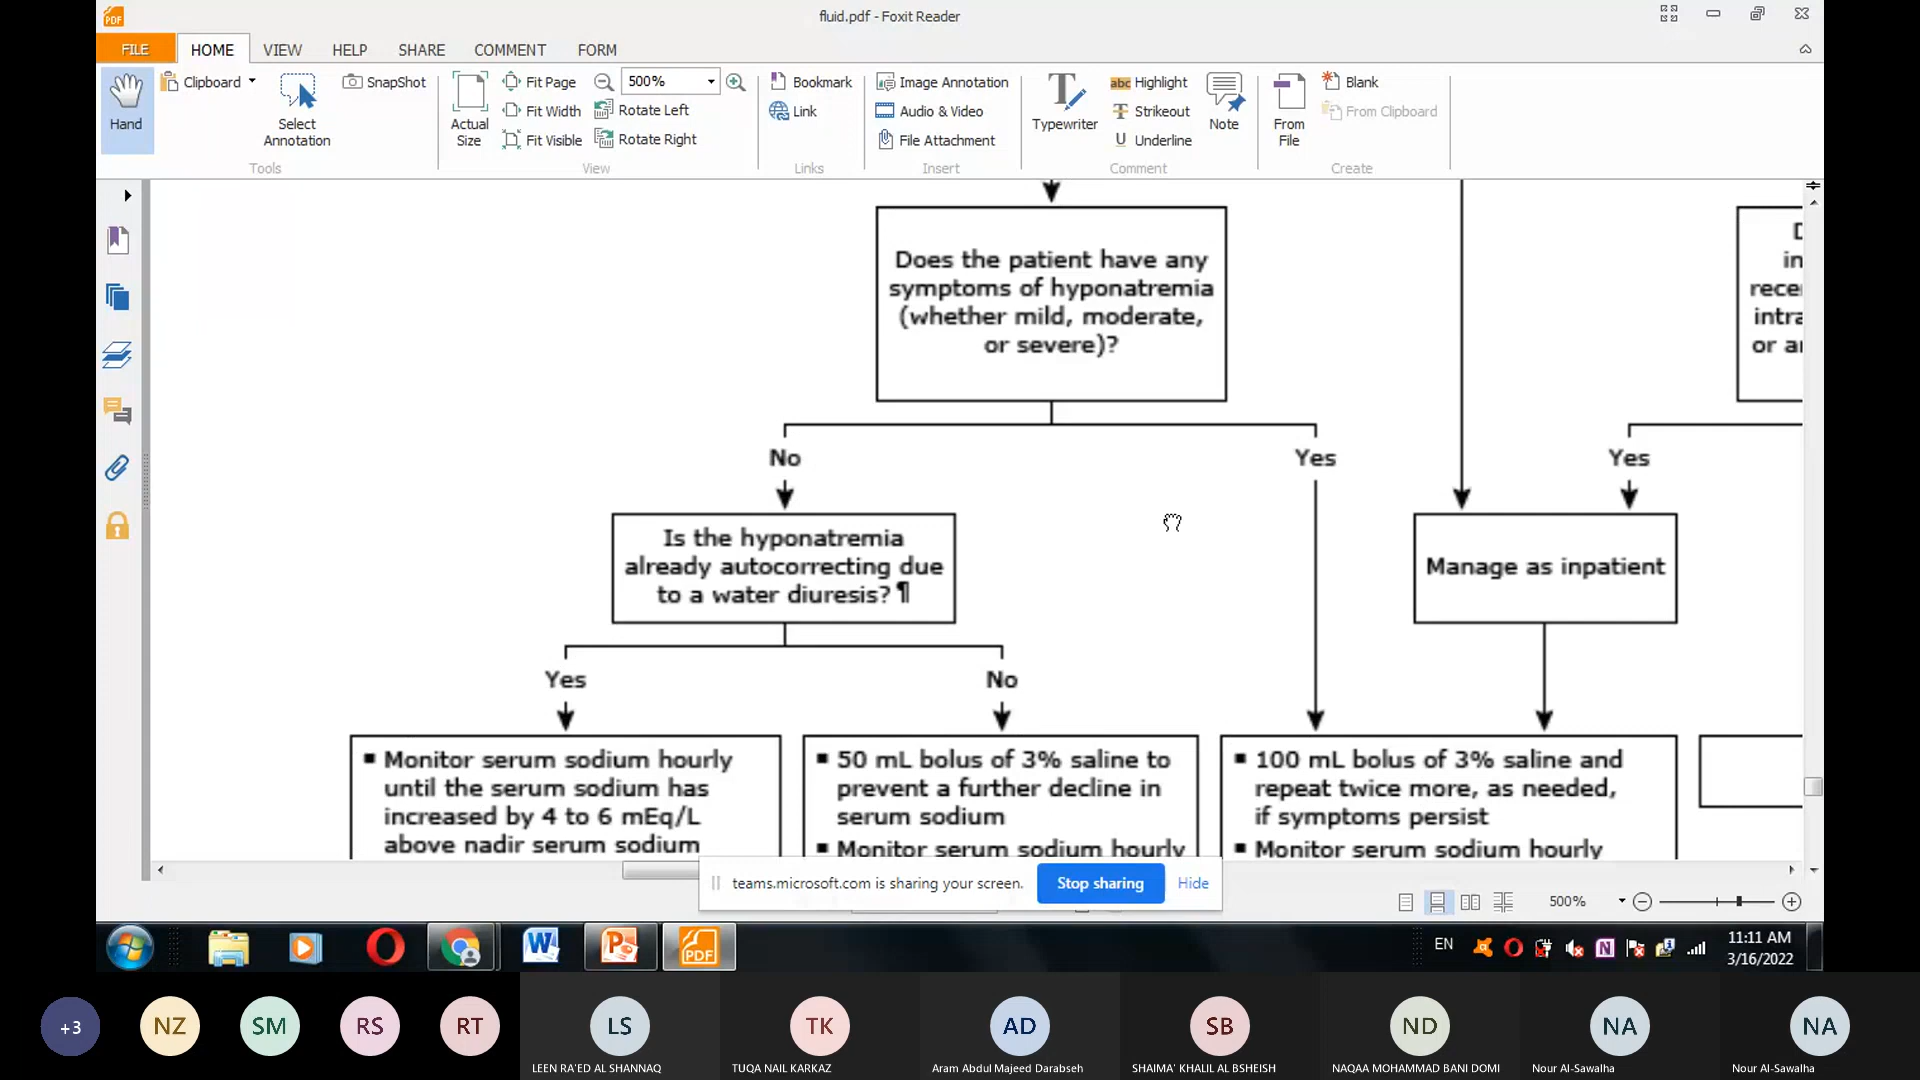 PDF
fluid.pdf - Foxit Reader
FILE
HOME
VIEW
HELP
SHARE
COMMENT
FORM
Hand
Clipboard
Select
Annotation
SnapShot
Tools
Actual
Size
Fit Page
Fit Width
Fit Visible
500%
Rotate Left
Rotate Right
View
Bookmark
Link
Links
Image Annotation
Audio & Video
File Attachment
Insert
Typewriter
abc Highlight
Strikeout
U Underline
Note
Comment
From
File
Blank
From Clipboard
Create
Does the patient have any
symptoms of hyponatremia
(whether mild, moderate,
or severe)?
in
rece
intra
No
Yes
Yes
Is the hyponatremia
already autocorrecting due
to a water diuresis? ¶
Manage as inpatient
Yes
No
▪ Monitor serum sodium hourly
until the serum sodium has
increased by 4 to 6 mEq/L
above nadir serum sodium
▪ 50 mL bolus of 3% saline to
prevent a further decline in
serum sodium
▪ Monitor serum sodium hourly
▪ 100 mL bolus of 3% saline and
repeat twice more, as needed,
if symptoms persist
▪ Monitor serum sodium hourly
teams.microsoft.com is sharing your screen.
Stop sharing
Hide
500%
W
P
PDF
EN
N
11:11 AM
3/16/2022
+3
NZ
SM
RS
RT
LS
TK
AD
SB
ND
NA
NA
LEEN RA'ED AL SHANNAQ
TUQA NAIL KARKAZ
Aram Abdul Majeed Darabseh
SHAIMA' KHALIL AL BSHEISH
NAQAA MOHAMMAD BANI DOMI
Nour Al-Sawalha
Nour Al-Sawalha